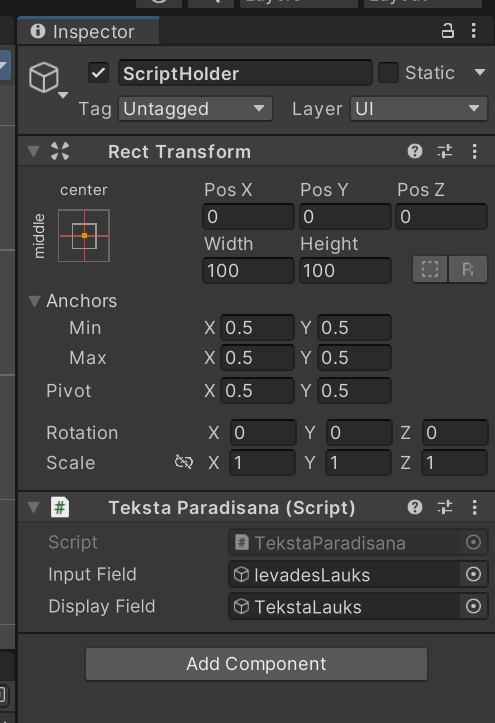 Inspector
ScriptHolder
Static
Tag Untagged Layer UI
Rect Transform
center
middle
Pos X Pos Y Pos Z
0 0 0
Width Height
100 100
R
Anchors
Min X 0.5 Y 0.5
Max X 0.5 Y 0.5
Pivot X 0.5 Y 0.5
Rotation X 0 Y 0 Z 0
Scale X 1 Y 1 Z 1
# Teksta Paradisana (Script)
Script # TekstaParadisana
Input Field IevadesLauks
Display Field TekstaLauks
Add Component